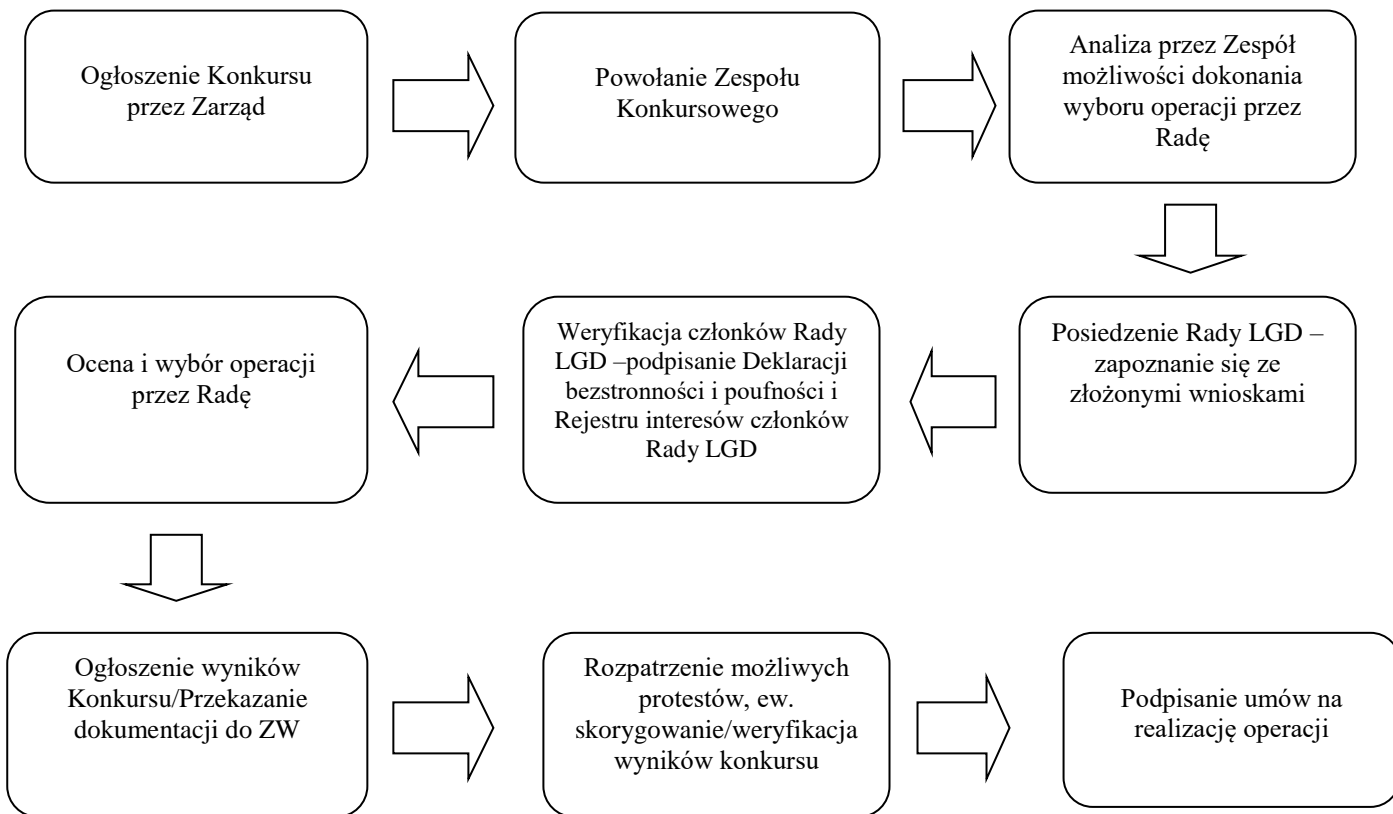 Ogłoszenie Konkursu
przez Zarząd
Powołanie Zespołu
Konkursowego
Analiza przez Zespół
możliwości dokonania
wyboru operacji przez
Radę
Posiedzenie Rady LGD –
zapoznanie się ze
złożonymi wnioskami
Weryfikacja członków Rady
LGD –podpisanie Deklaracji
bezstronności i poufności i
Rejestru interesów członków
Rady LGD
Ocena i wybór operacji
przez Radę
Ogłoszenie wyników
Konkursu/Przekazanie
dokumentacji do ZW
Rozpatrzenie możliwych
protestów, ew.
skorygowanie/weryfikacja
wyników konkursu
Podpisanie umów na
realizację operacji